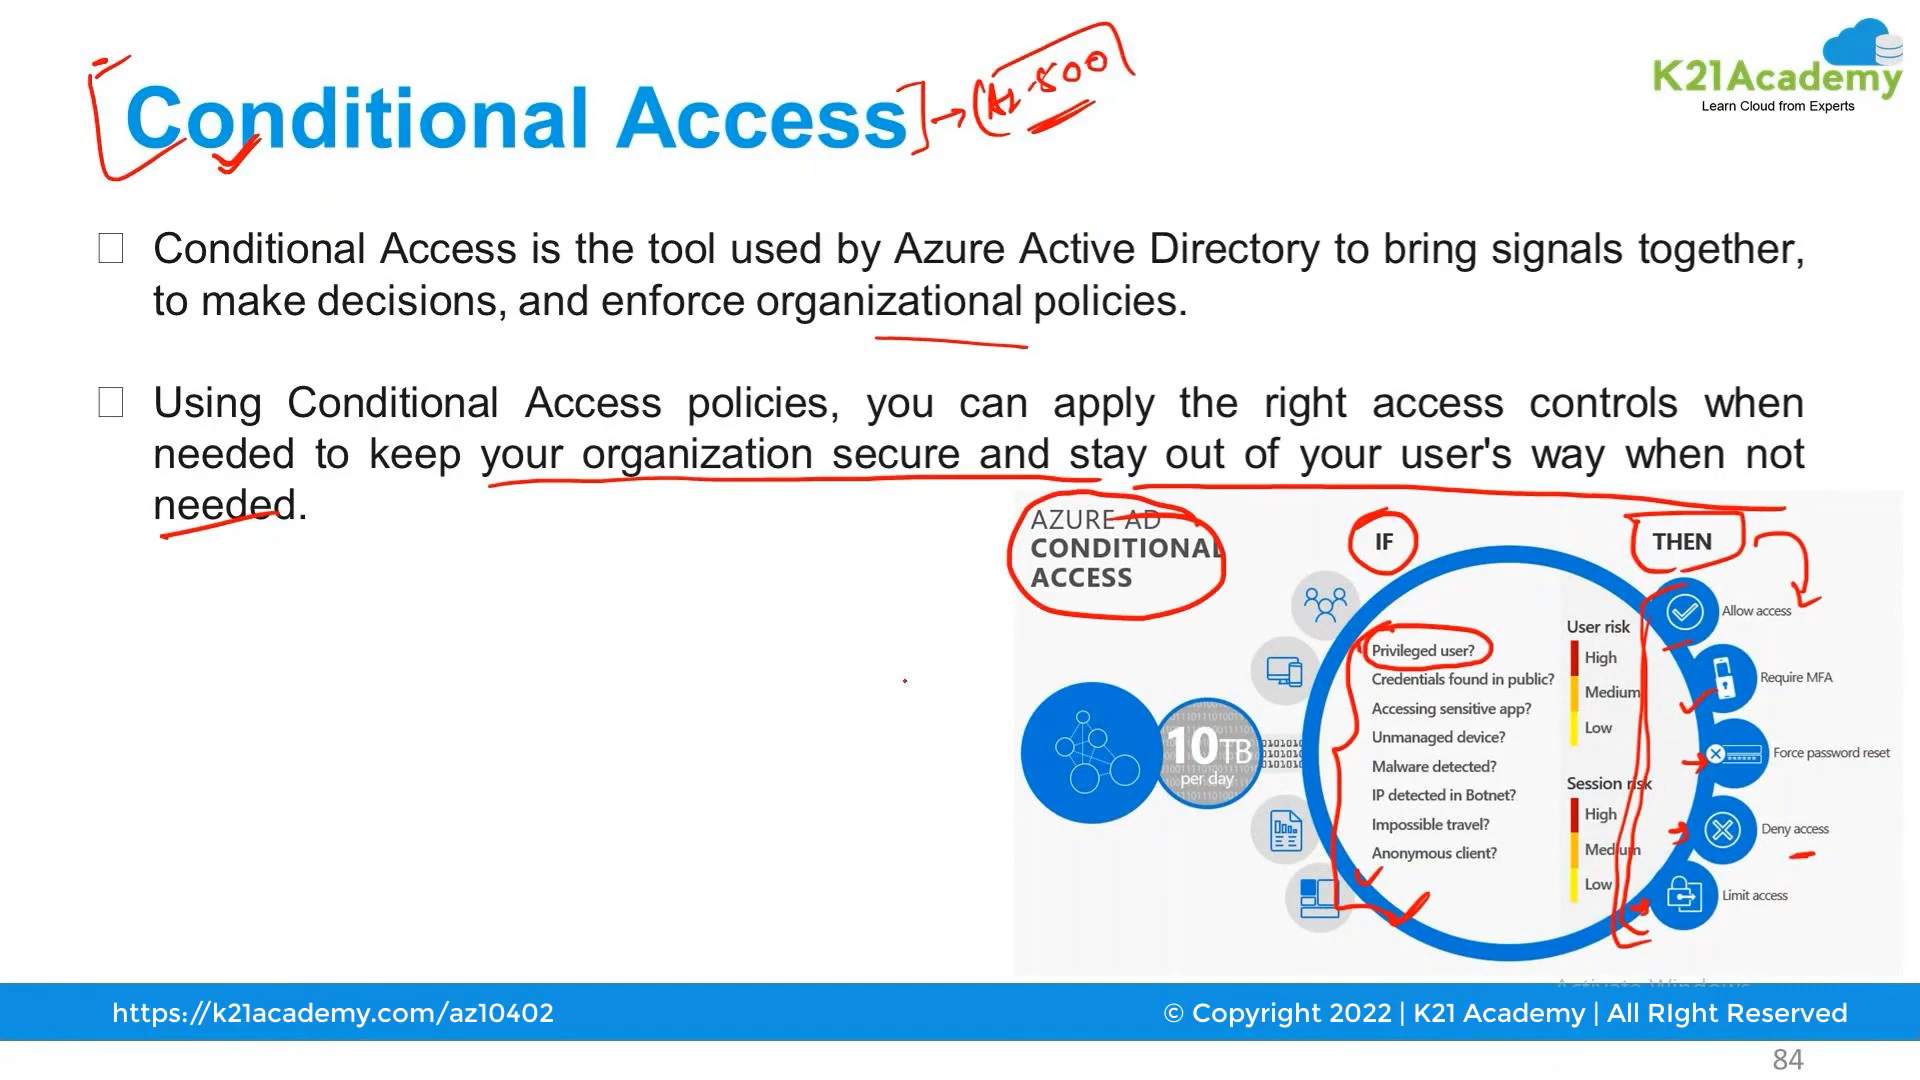 Conditional Access
Az-500
K21Academy
Learn Cloud from Experts
Conditional Access is the tool used by Azure Active Directory to bring signals together,
to make decisions, and enforce organizational policies.
Using Conditional Access policies, you can apply the right access controls when
needed to keep your organization secure and stay out of your user's way when not
needed.
AZURE AD
CONDITIONAL
ACCESS
IF
THEN
Privileged user?
Credentials found in public?
Accessing sensitive app?
Unmanaged device?
Malware detected?
IP detected in Botnet?
Impossible travel?
Anonymous client?
User risk
High
Medium
Low
Session risk
High
Medium
Low
Allow access
Require MFA
Force password reset
Deny access
Limit access
10TB
per day
Activate Windows
https://k21academy.com/az10402
© Copyright 2022 | K21 Academy | All RIght Reserved
84